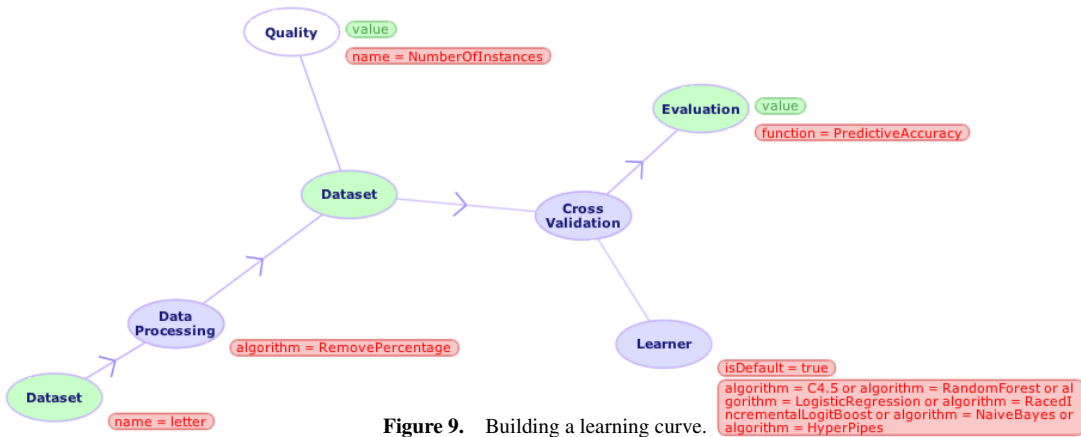 Quality
value
name = NumberOfInstances
Evaluation
value
function = PredictiveAccuracy
Dataset
Cross
Validation
Data
Processing
algorithm = RemovePercentage
Learner
isDefault = true
Dataset
name = letter
algorithm = C4.5 or algorithm = RandomForest or al
gorithm = LogisticRegression or algorithm = RacedI
ncrementalLogitBoost or algorithm = NaiveBayes or
algorithm = HyperPipes
Figure 9. Building a learning curve.